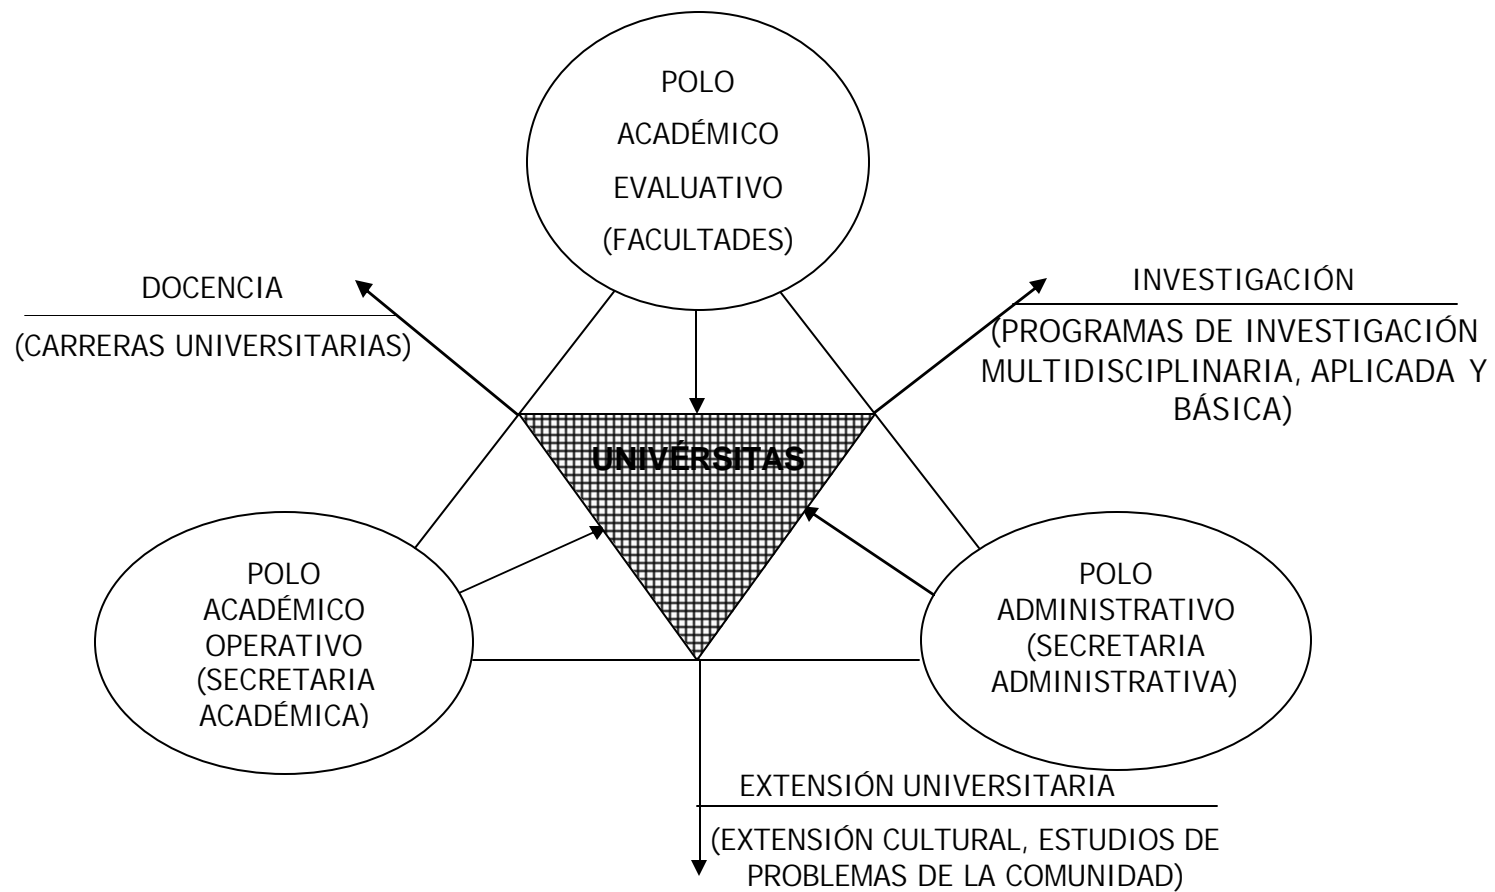 POLO
ACADÉMICO
EVALUATIVO
(FACULTADES)
DOCENCIA
(CARRERAS UNIVERSITARIAS)
INVESTIGACIÓN
(PROGRAMAS DE INVESTIGACIÓN
MULTIDISCIPLINARIA, APLICADA Y
BÁSICA)
UNIVÉRSITAS
POLO
ACADÉMICO
OPERATIVO
(SECRETARIA
ACADÉMICA)
POLO
ADMINISTRATIVO
(SECRETARIA
ADMINISTRATIVA)
EXTENSIÓN UNIVERSITARIA
(EXTENSIÓN CULTURAL, ESTUDIOS DE
PROBLEMAS DE LA COMUNIDAD)